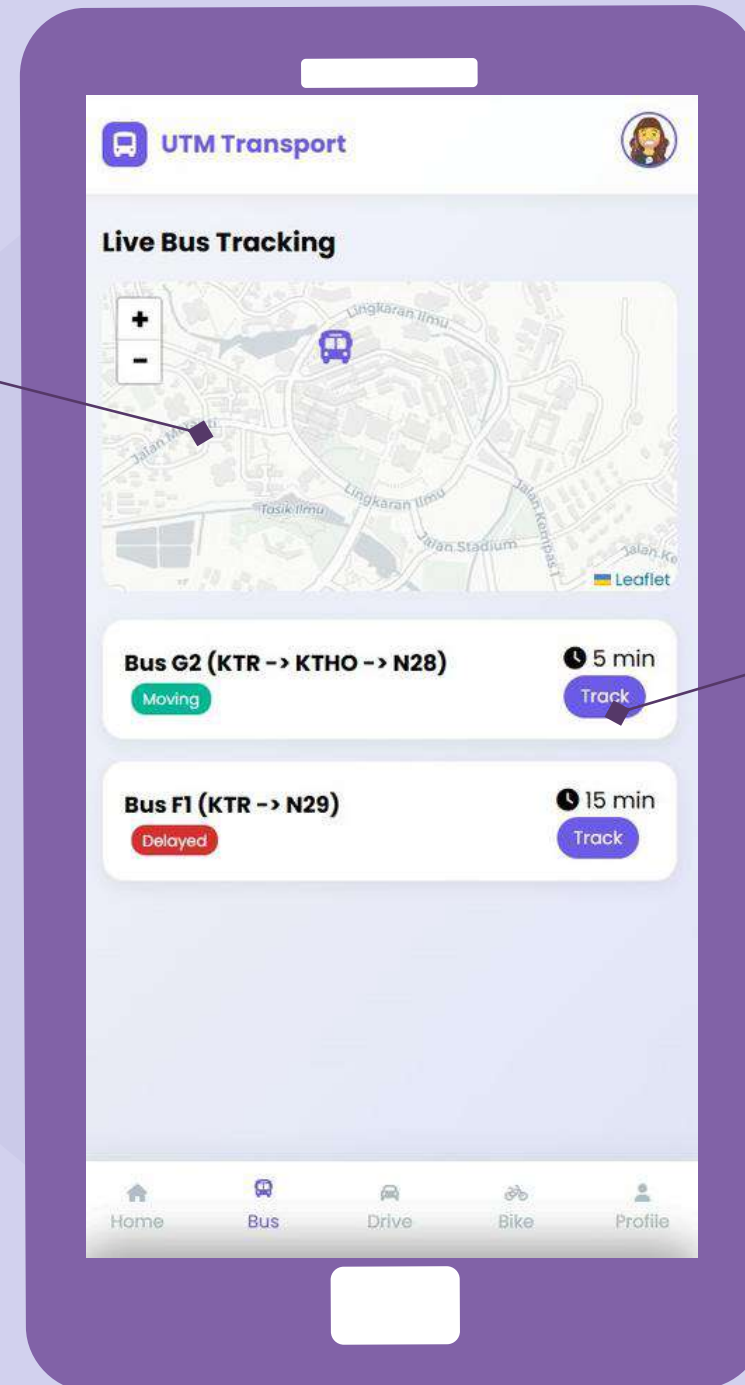 UTM Transport
Live Bus Tracking
+
-
Lingkaran Ilmu
Tasik Ilmu
Lingkaran Ilmu
Jalan Stadium
Leaflet
Bus G2 (KTR -> KTHO -> N28)
5 min
Moving
Track
Bus F1 (KTR -> N29)
15 min
Delayed
Track
Home
Bus
Drive
Bike
Profile